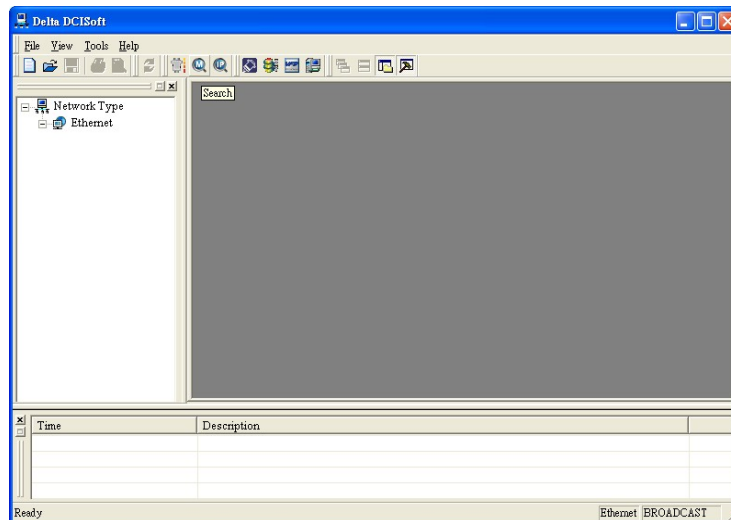 Delta DCISoft
File View Tools Help
Search
Network Type
Ethernet
Time Description
Ready Ethernet BROADCAST